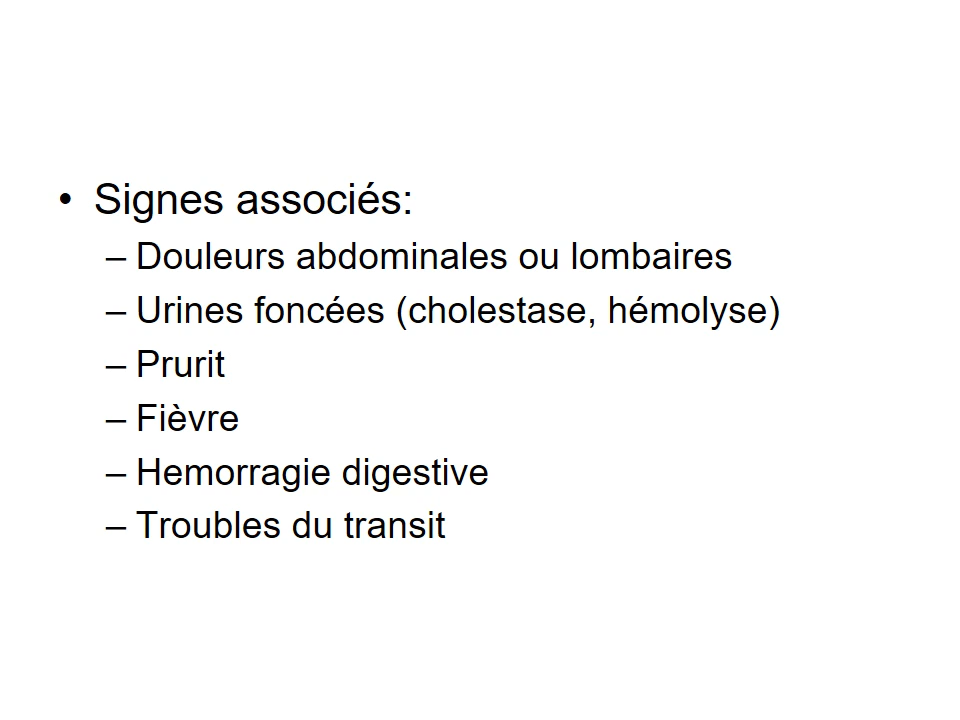 • Signes associés:
– Douleurs abdominales ou lombaires
– Urines foncées (cholestase, hémolyse)
– Prurit
– Fièvre
– Hemorragie digestive
– Troubles du transit